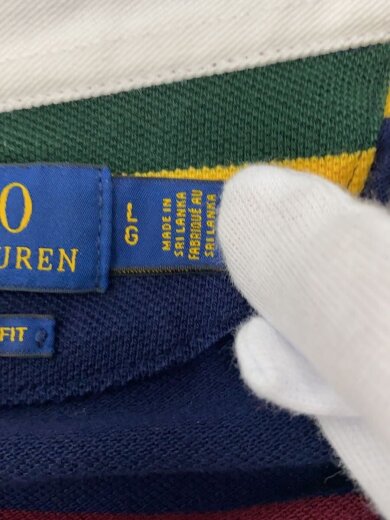 O
UREN
FIT
L
G
MADE IN
SRI LANKA
FABRIQUÉ AU
SRI LANKA